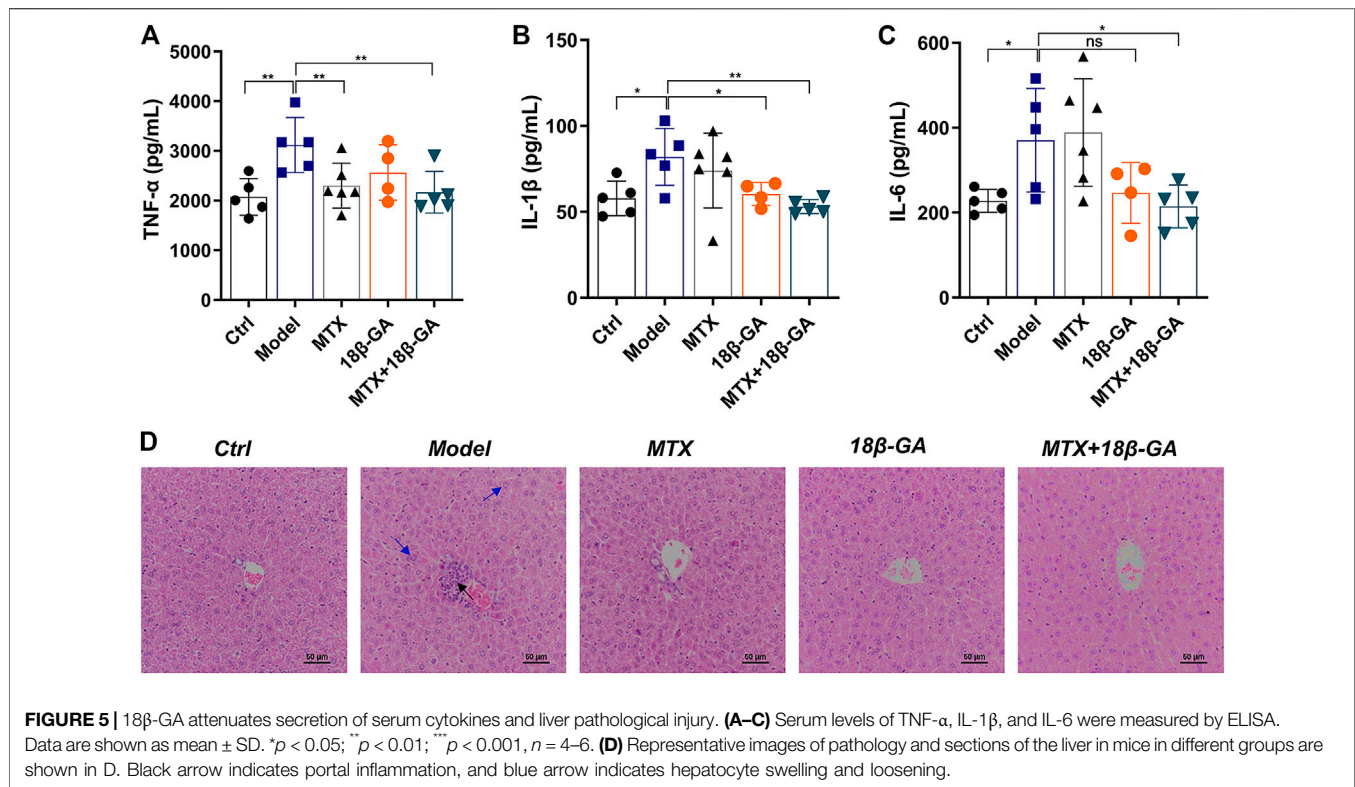 A
B
C
5000
4000
3000
2000
1000
0
TNF-α (pg/mL)
**
**
**
Ctrl
Model
MTX
18β-GA
MTX+18β-GA
150
100
50
0
IL-1β (pg/mL)
*
**
*
Ctrl
Model
MTX
18β-GA
MTX+18β-GA
600
400
200
0
IL-6 (pg/mL)
*
*
ns
Ctrl
Model
MTX
18β-GA
MTX+18β-GA
D
Ctrl
Model
MTX
18β-GA
MTX+18β-GA
50 µm
50 µm
50 µm
50 µm
50 µm
FIGURE 5 | 18β-GA attenuates secretion of serum cytokines and liver pathological injury. (A–C) Serum levels of TNF-α, IL-1β, and IL-6 were measured by ELISA.
Data are shown as mean ± SD. *p < 0.05; **p < 0.01; ***p < 0.001, n = 4–6. (D) Representative images of pathology and sections of the liver in mice in different groups are
shown in D. Black arrow indicates portal inflammation, and blue arrow indicates hepatocyte swelling and loosening.